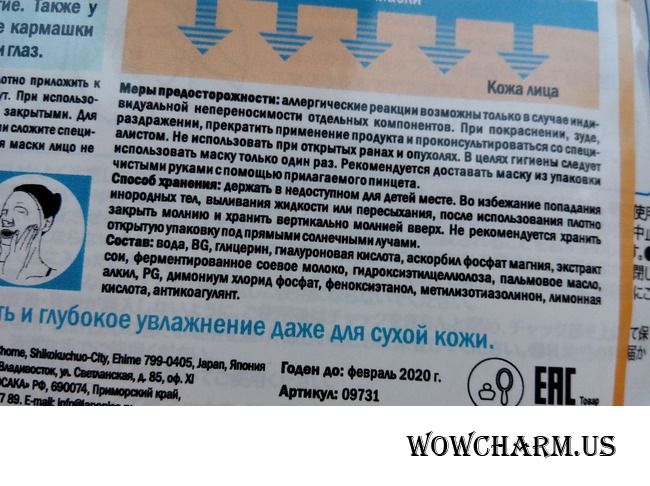 тие. Также у
маски
е кармашки
и глаз.
Кожа лица
отно приложить к
ут. При использо-
закрытыми. Для
ии сложите специ-
я маски лицо не
Меры предосторожности: аллергические реакции возможны только в случае инди-
видуальной непереносимости отдельных компонентов. При покраснении, зуде,
раздражении, прекратить применение продукта и проконсультироваться со специ-
алистом. Не использовать при открытых ранах и опухолях. В целях гигиены следует
использовать маску только один раз. Рекомендуется доставать маску из упаковки
чистыми руками с помощью прилагаемого пинцета.
Способ хранения: держать в недоступном для детей месте. Во избежание попадания
инородных тел, выливания жидкости или пересыхания, после использования плотно
закрыть молнию и хранить вертикально молнией вверх. Не рекомендуется хранить
открытую упаковку под прямыми солнечными лучами.
Состав: вода, BG, глицерин, гиалуроновая кислота, аскорбил фосфат магния, экстракт
сои, ферментированное соевое молоко, гидроксиэтилцеллюлоза, пальмовое масло,
алкил, PG, димониум хлорид фосфат, феноксиэтанол, метилизотиазолинон, лимонная
кислота, антикоагулянт.
ть и глубокое увлажнение даже для сухой кожи.
home, Shikokuchuo-City, Ehime 799-0405, Japan, Япония
Владивосток, ул. Светланская, д. 85, оф. XI
ОСАКА» РФ, 690074, Приморский край,
7 89. E-mail:
Годен до: февраль 2020 г.
Артикул: 09731
EAC
Товар
WOWCHARM.US